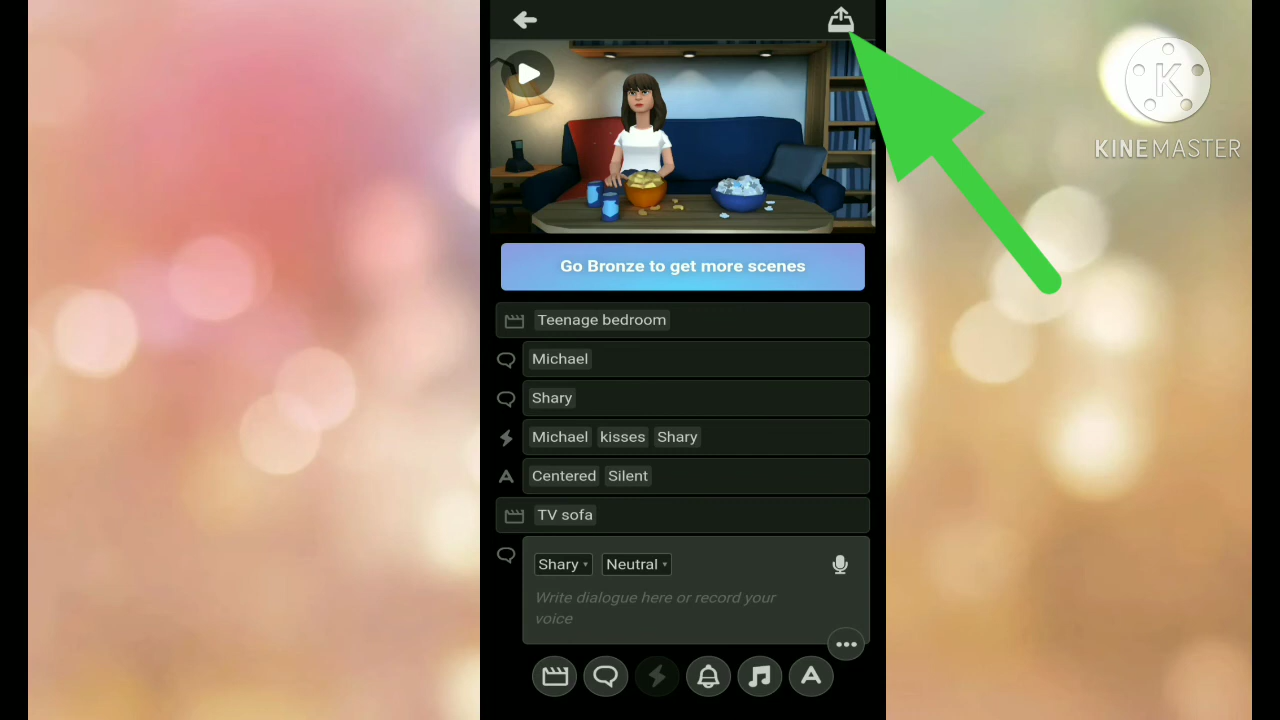 K
KINEMASTER
Go Bronze to get more scenes
Teenage bedroom
Michael
Shary
Michael kisses Shary
Centered Silent
TV sofa
Shary Neutral
Write dialogue here or record your
voice